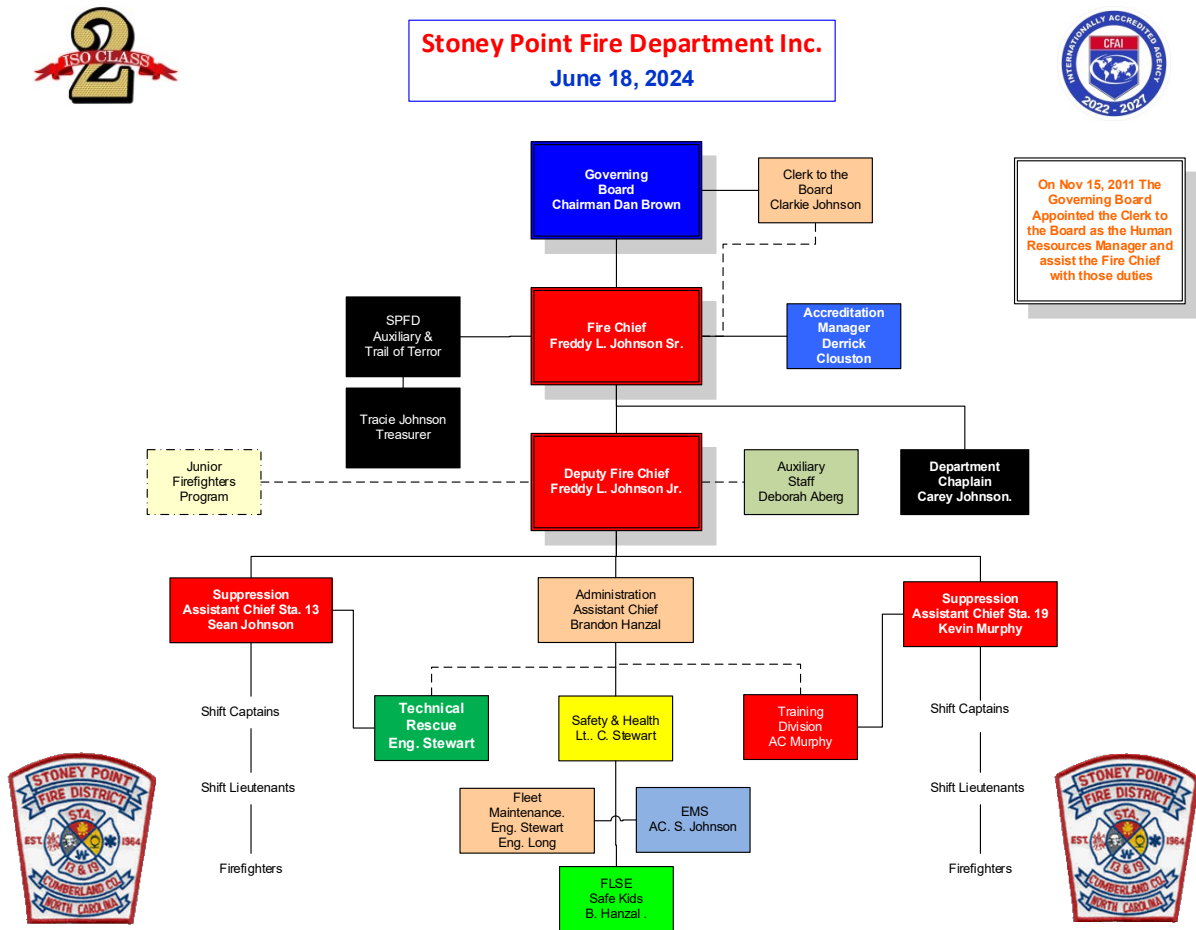 2
ISO CLASS
Stoney Point Fire Department Inc.
June 18, 2024
INTERNATIONALLY ACCREDITED AGENCY
CFAI
2022 - 2027
Governing
Board
Chairman Dan Brown
Clerk to the
Board
Clarkie Johnson
On Nov 15, 2011 The
Governing Board
Appointed the Clerk to
the Board as the Human
Resources Manager and
assist the Fire Chief
with those duties
SPFD
Auxiliary &
Trail of Terror
Fire Chief
Freddy L. Johnson Sr.
Accreditation
Manager
Derrick
Clouston
Tracie Johnson
Treasurer
Junior
Firefighters
Program
Deputy Fire Chief
Freddy L. Johnson Jr.
Auxiliary
Staff
Deborah Aberg
Department
Chaplain
Carey Johnson.
Suppression
Assistant Chief Sta. 13
Sean Johnson
Administration
Assistant Chief
Brandon Hanzal
Suppression
Assistant Chief Sta. 19
Kevin Murphy
Shift Captains
Technical
Rescue
Eng. Stewart
Safety & Health
Lt.. C. Stewart
Training
Division
AC Murphy
Shift Captains
Shift Lieutenants
Fleet
Maintenance.
Eng. Stewart
Eng. Long
EMS
AC. S. Johnson
Shift Lieutenants
Firefighters
FLSE
Safe Kids
B. Hanzal .
Firefighters
STONEY POINT
FIRE DISTRICT
STA.
EST. 1964
13 & 19
CUMBERLAND CO.
NORTH CAROLINA
STONEY POINT
FIRE DISTRICT
STA.
EST. 1964
13 & 19
CUMBERLAND CO.
NORTH CAROLINA